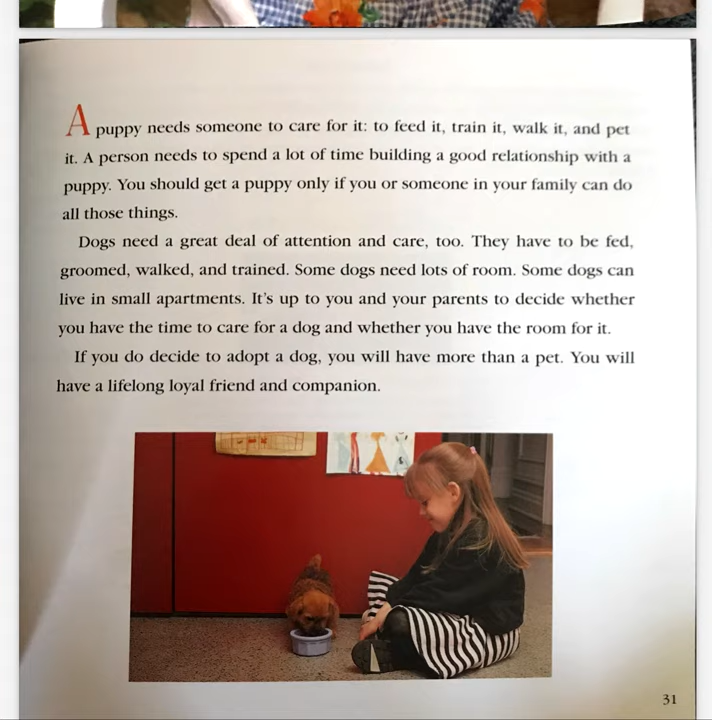 A puppy needs someone to care for it: to feed it, train it, walk it, and pet
it. A person needs to spend a lot of time building a good relationship with a
puppy. You should get a puppy only if you or someone in your family can do
all those things.
Dogs need a great deal of attention and care, too. They have to be fed,
groomed, walked, and trained. Some dogs need lots of room. Some dogs can
live in small apartments. It's up to you and your parents to decide whether
you have the time to care for a dog and whether you have the room for it.
If you do decide to adopt a dog, you will have more than a pet. You will
have a lifelong loyal friend and companion.
31